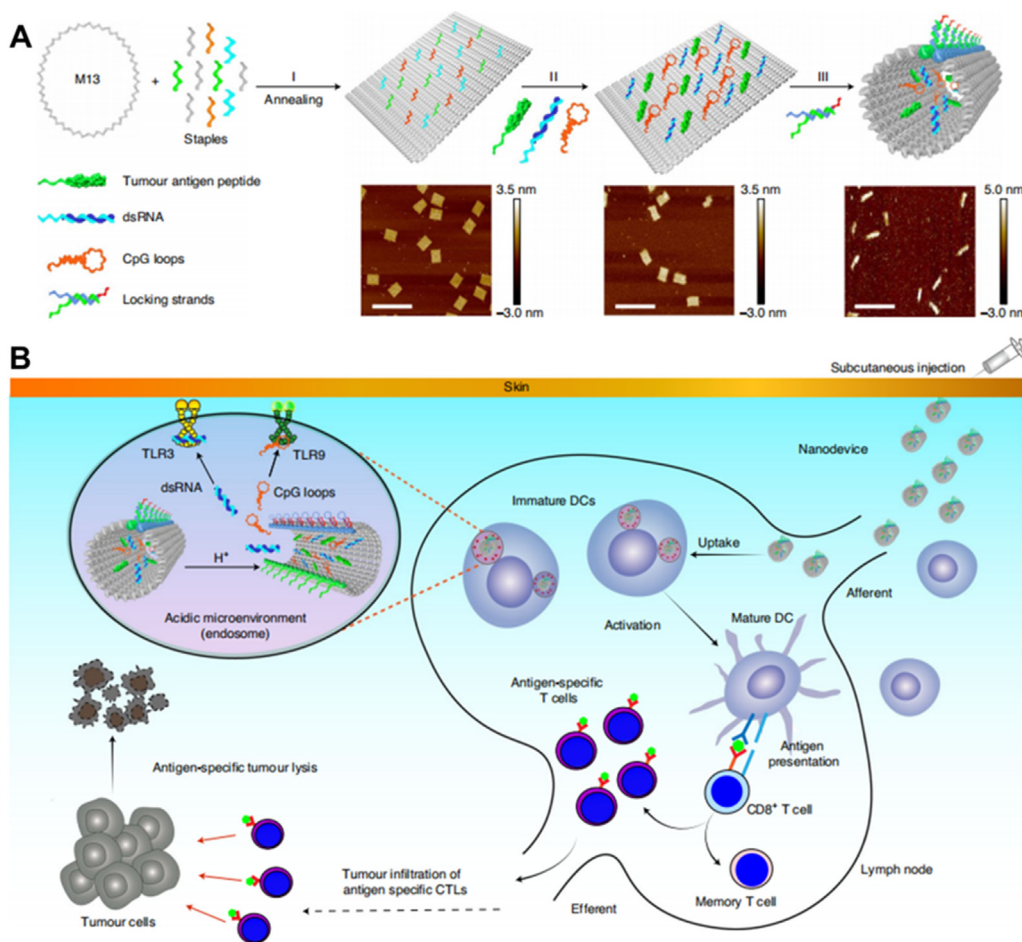 A
M13
+
Staples
I
Annealing
II
III
Tumour antigen peptide
dsRNA
CpG loops
Locking strands
3.5 nm
−3.0 nm
3.5 nm
−3.0 nm
5.0 nm
−3.0 nm
B
Subcutaneous injection
Skin
TLR3
TLR9
dsRNA
CpG loops
H+
Acidic microenvironment
(endosome)
Nanodevice
Immature DCs
Uptake
Afferent
Activation
Mature DC
Antigen-specific
T cells
Antigen
presentation
CD8+ T cell
Antigen-specific tumour lysis
Lymph node
Memory T cell
Tumour infiltration of
antigen specific CTLs
Efferent
Tumour cells